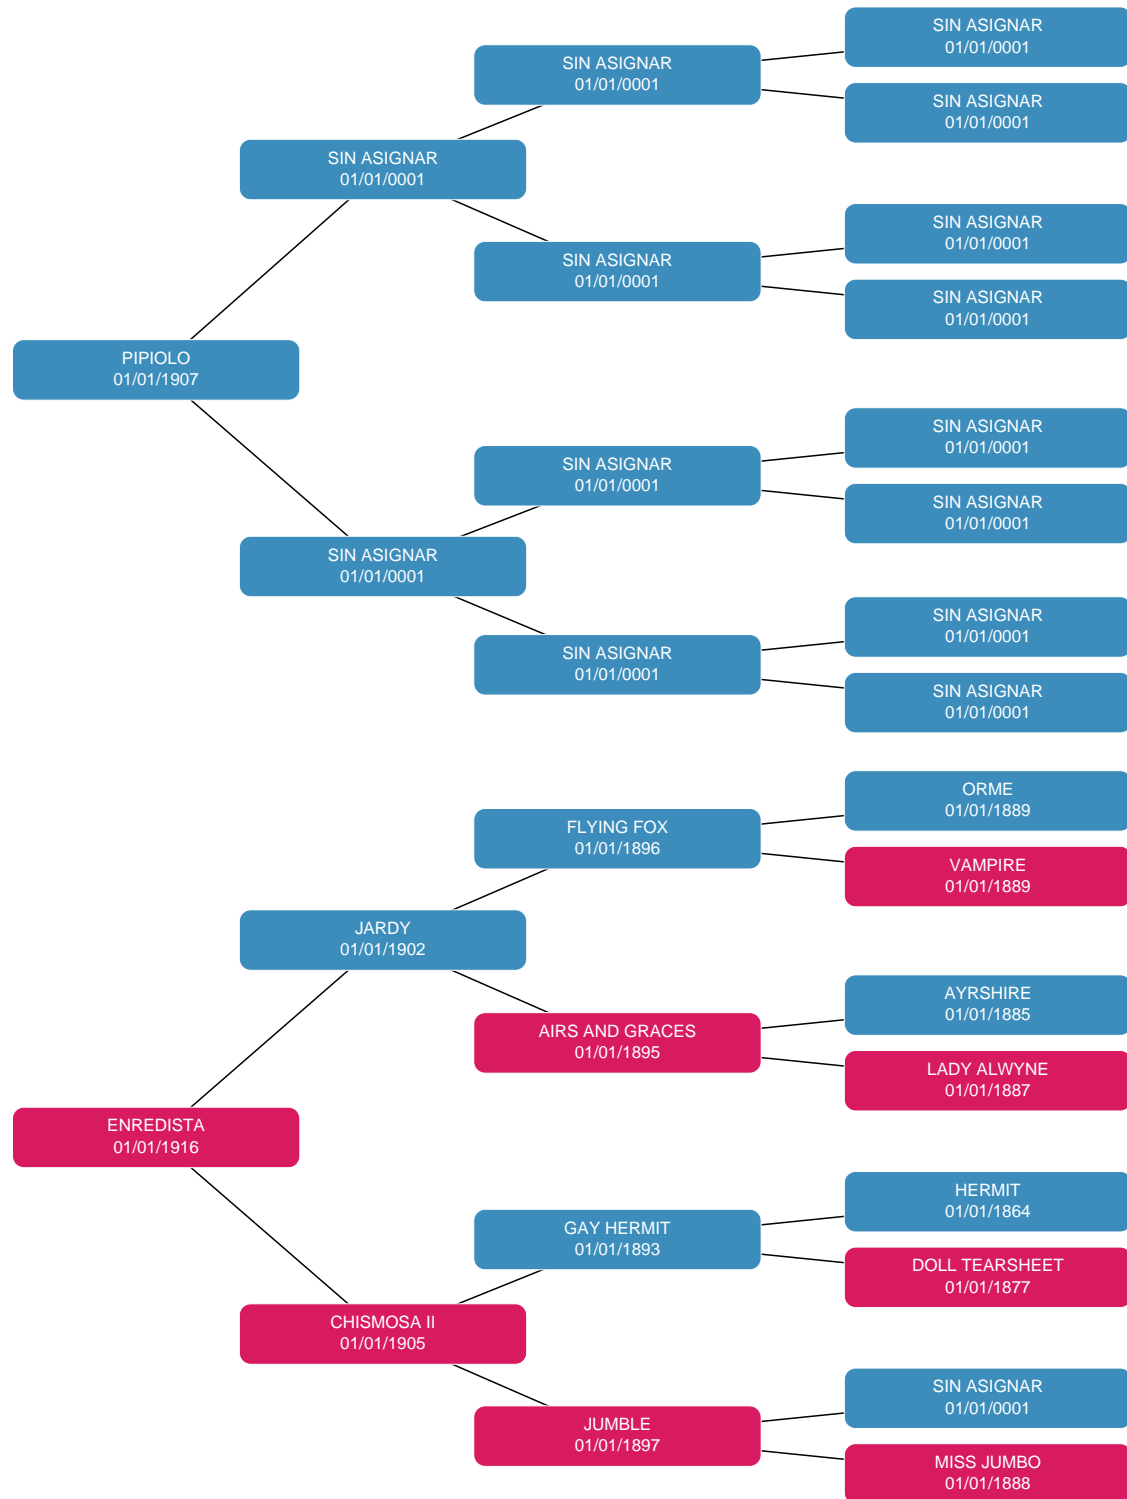 SIN ASIGNAR
01/01/0001
SIN ASIGNAR
01/01/0001
SIN ASIGNAR
01/01/0001
SIN ASIGNAR
01/01/0001
SIN ASIGNAR
01/01/0001
SIN ASIGNAR
01/01/0001
SIN ASIGNAR
01/01/0001
PIPIOLO
01/01/1907
SIN ASIGNAR
01/01/0001
SIN ASIGNAR
01/01/0001
SIN ASIGNAR
01/01/0001
SIN ASIGNAR
01/01/0001
SIN ASIGNAR
01/01/0001
SIN ASIGNAR
01/01/0001
SIN ASIGNAR
01/01/0001
ORME
01/01/1889
FLYING FOX
01/01/1896
VAMPIRE
01/01/1889
JARDY
01/01/1902
AYRSHIRE
01/01/1885
AIRS AND GRACES
01/01/1895
LADY ALWYNE
01/01/1887
ENREDISTA
01/01/1916
HERMIT
01/01/1864
GAY HERMIT
01/01/1893
DOLL TEARSHEET
01/01/1877
CHISMOSA II
01/01/1905
SIN ASIGNAR
01/01/0001
JUMBLE
01/01/1897
MISS JUMBO
01/01/1888